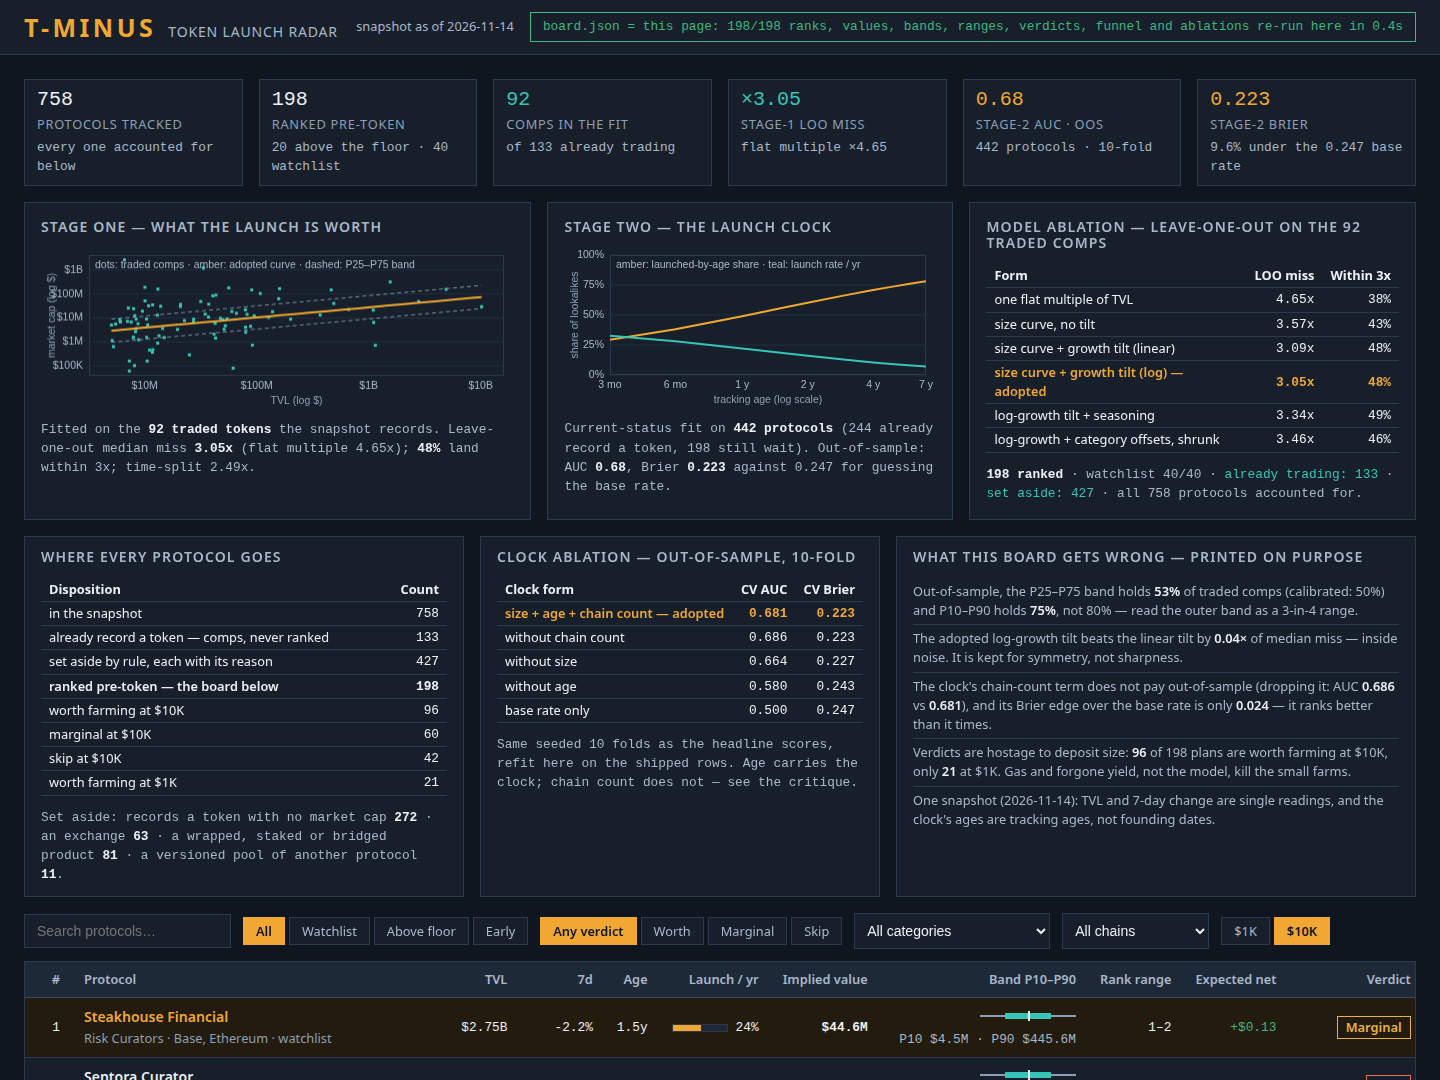 T-MINUS TOKEN LAUNCH RADAR snapshot as of 2026-11-14 board.json = this page: 198/198 ranks, values, bands, ranges, verdicts, funnel and ablations re-run here in 0.4s
758
PROTOCOLS TRACKED
every one accounted for
below
198
RANKED PRE-TOKEN
20 above the floor · 40
watchlist
92
COMPS IN THE FIT
of 133 already trading
×3.05
STAGE-1 LOO MISS
flat multiple ×4.65
0.68
STAGE-2 AUC · OOS
442 protocols · 10-fold
0.223
STAGE-2 BRIER
9.6% under the 0.247 base
rate
STAGE ONE — WHAT THE LAUNCH IS WORTH
dots: traded comps · amber: adopted curve · dashed: P25–P75 band
market cap (log $)
$1B
$100M
$10M
$1M
$100K
$10M $100M $1B $10B
TVL (log $)
Fitted on the 92 traded tokens the snapshot records. Leave-
one-out median miss 3.05x (flat multiple 4.65x); 48% land
within 3x; time-split 2.49x.
STAGE TWO — THE LAUNCH CLOCK
amber: launched-by-age share · teal: launch rate / yr
share of lookalikes
100%
75%
50%
25%
0%
3 mo 6 mo 1 y 2 y 4 y 7 y
tracking age (log scale)
Current-status fit on 442 protocols (244 already
record a token, 198 still wait). Out-of-sample:
AUC 0.68, Brier 0.223 against 0.247 for guessing
the base rate.
MODEL ABLATION — LEAVE-ONE-OUT ON THE 92
TRADED COMPS
Form LOO miss Within 3x
one flat multiple of TVL 4.65x 38%
size curve, no tilt 3.57x 43%
size curve + growth tilt (linear) 3.09x 48%
size curve + growth tilt (log) —
adopted 3.05x 48%
log-growth tilt + seasoning 3.34x 49%
log-growth + category offsets, shrunk 3.46x 46%
198 ranked · watchlist 40/40 · already trading: 133 ·
set aside: 427 · all 758 protocols accounted for.
WHERE EVERY PROTOCOL GOES
Disposition Count
in the snapshot 758
already record a token — comps, never ranked 133
set aside by rule, each with its reason 427
ranked pre-token — the board below 198
worth farming at $10K 96
marginal at $10K 60
skip at $10K 42
worth farming at $1K 21
Set aside: records a token with no market cap 272 ·
an exchange 63 · a wrapped, staked or bridged
product 81 · a versioned pool of another protocol
11.
CLOCK ABLATION — OUT-OF-SAMPLE, 10-FOLD
Clock form CV AUC CV Brier
size + age + chain count — adopted 0.681 0.223
without chain count 0.686 0.223
without size 0.664 0.227
without age 0.580 0.243
base rate only 0.500 0.247
Same seeded 10 folds as the headline scores,
refit here on the shipped rows. Age carries the
clock; chain count does not — see the critique.
WHAT THIS BOARD GETS WRONG — PRINTED ON PURPOSE
Out-of-sample, the P25–P75 band holds 53% of traded comps (calibrated: 50%)
and P10–P90 holds 75%, not 80% — read the outer band as a 3-in-4 range.
The adopted log-growth tilt beats the linear tilt by 0.04× of median miss — inside
noise. It is kept for symmetry, not sharpness.
The clock's chain-count term does not pay out-of-sample (dropping it: AUC 0.686
vs 0.681), and its Brier edge over the base rate is only 0.024 — it ranks better
than it times.
Verdicts are hostage to deposit size: 96 of 198 plans are worth farming at $10K,
only 21 at $1K. Gas and forgone yield, not the model, kill the small farms.
One snapshot (2026-11-14): TVL and 7-day change are single readings, and the
clock's ages are tracking ages, not founding dates.
Search protocols… All Watchlist Above floor Early Any verdict Worth Marginal Skip All categories All chains $1K $10K
# Protocol TVL 7d Age Launch / yr Implied value Band P10–P90 Rank range Expected net Verdict
1 Steakhouse Financial $2.75B -2.2% 1.5y 24% $44.6M 1–2 +$0.13 Marginal
Risk Curators · Base, Ethereum · watchlist P10 $4.5M · P90 $445.6M
Sentora Curator